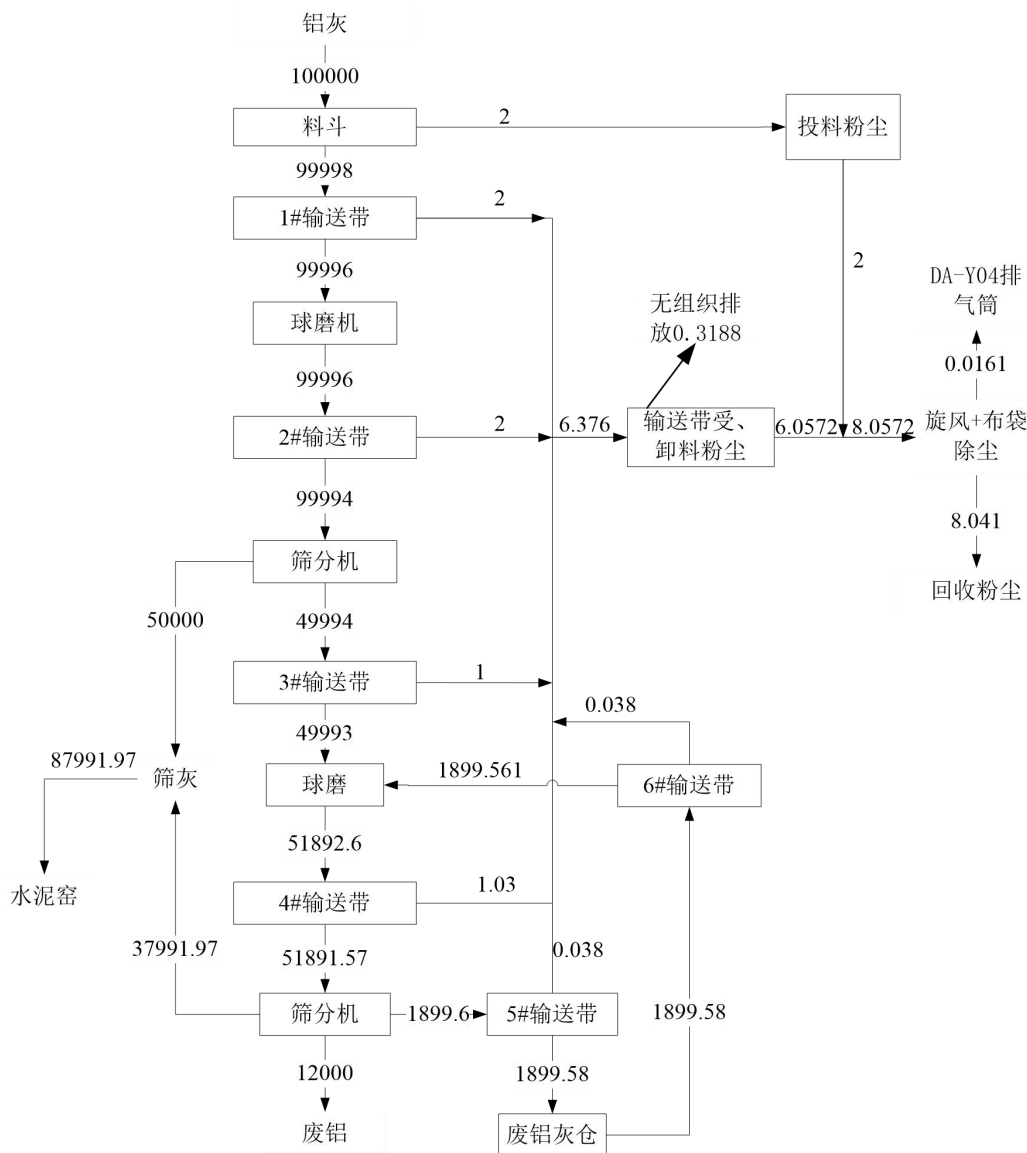 铝灰
100000
料斗
2
投料粉尘
99998
1#输送带
2
99996
2
球磨机
无组织排
放0.3188
DA-Y04排
气筒
99996
0.0161
2#输送带
2
6.376
输送带受、
卸料粉尘
6.0572
8.0572
旋风+布袋
除尘
99994
8.041
筛分机
回收粉尘
50000
49994
3#输送带
1
0.038
49993
87991.97
筛灰
球磨
1899.561
6#输送带
51892.6
水泥窑
4#输送带
1.03
37991.97
51891.57
0.038
筛分机
1899.6
5#输送带
1899.58
12000
1899.58
废铝
废铝灰仓